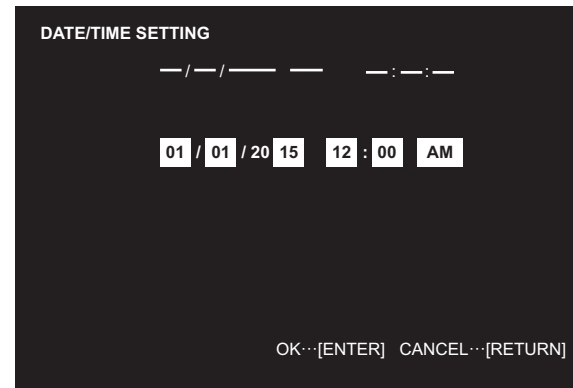 DATE/TIME SETTING
—/—/—— —— —:—:—
01 / 01 / 20 15 12 : 00 AM
OK···[ENTER] CANCEL···[RETURN]